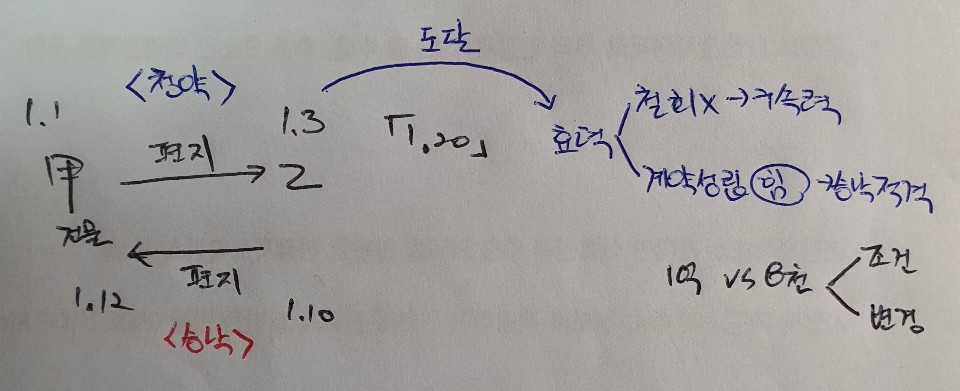 도달
<청약>
1.1
1.3
「1.20」
철회X→구속력
甲
편지
乙
효력
계약성립 힘 승낙적격
건물
편지
1억 vs 8천
조건
변경
1.12
<승낙>
1.10